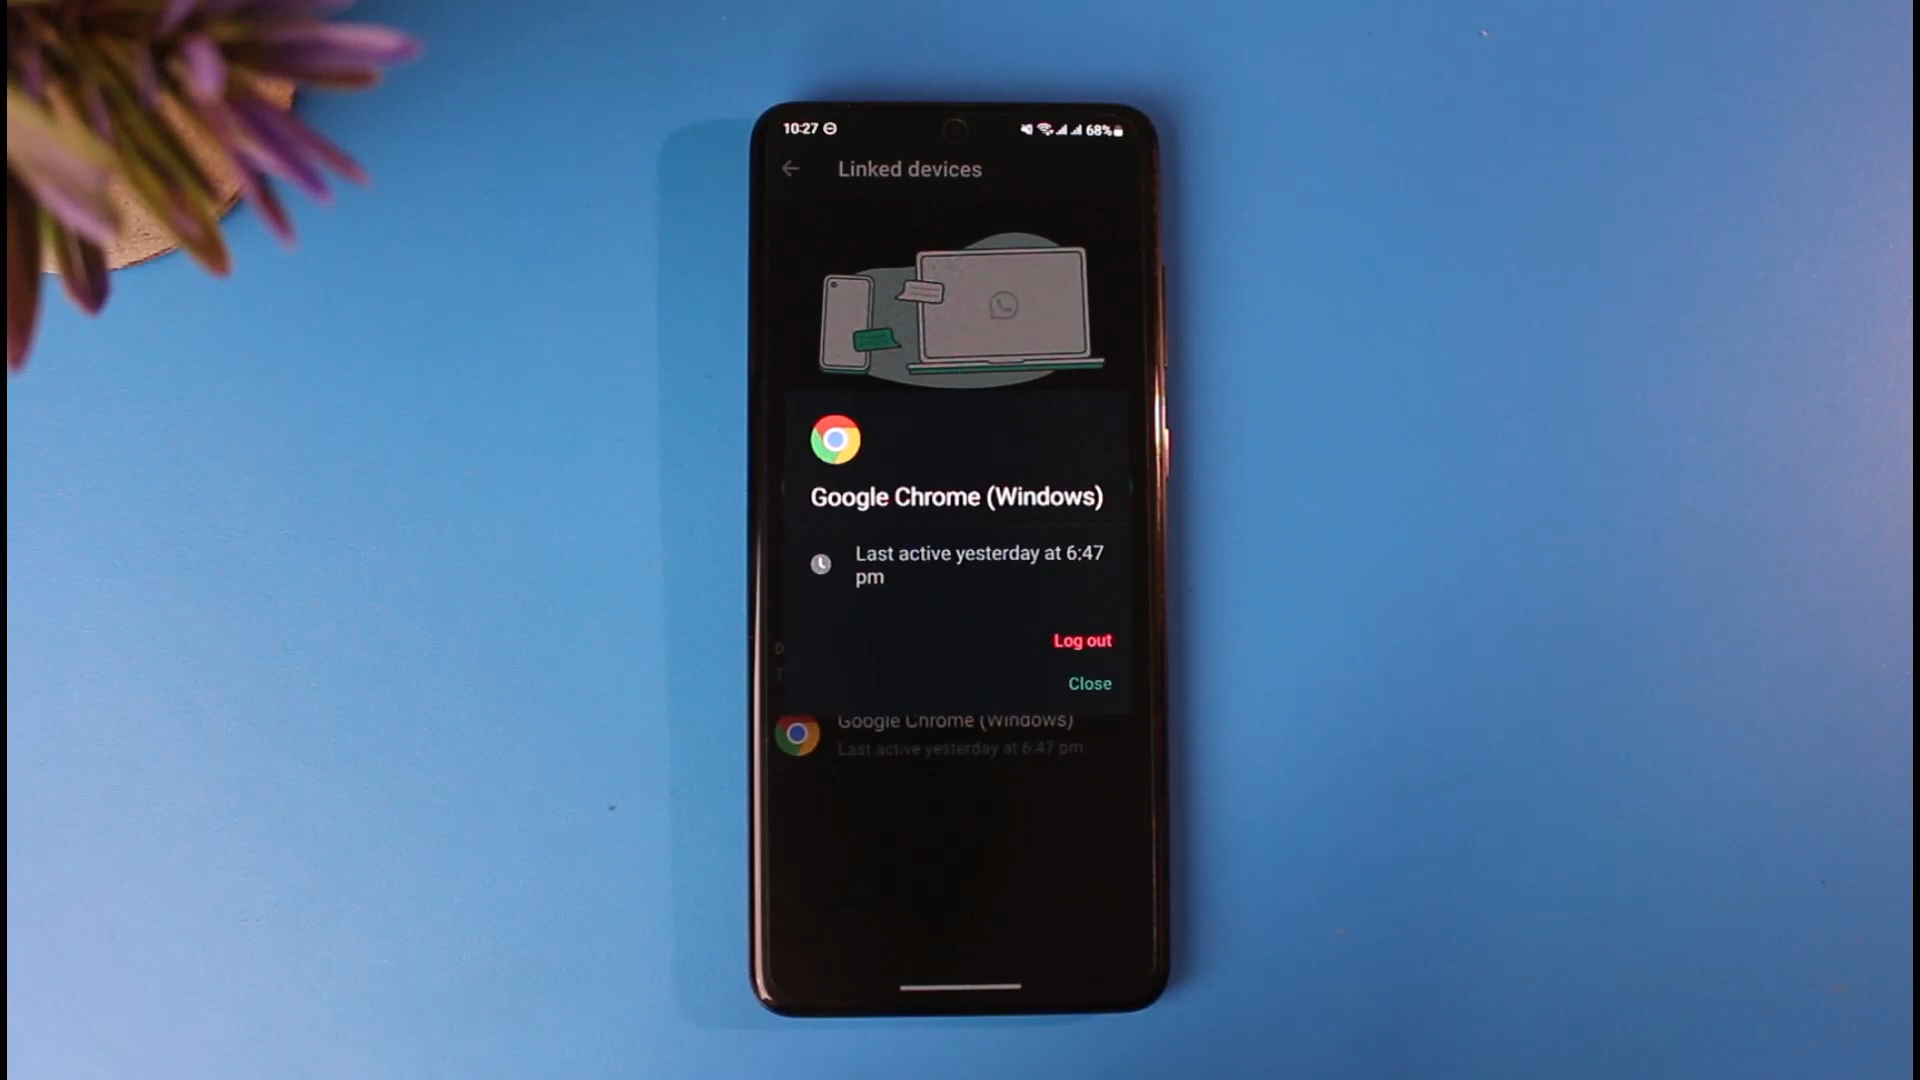 10:27 68%
Linked devices
Google Chrome (Windows)
Last active yesterday at 6:47
pm
Log out
Close
Google Chrome (Windows)
Last active yesterday at 6:47 pm